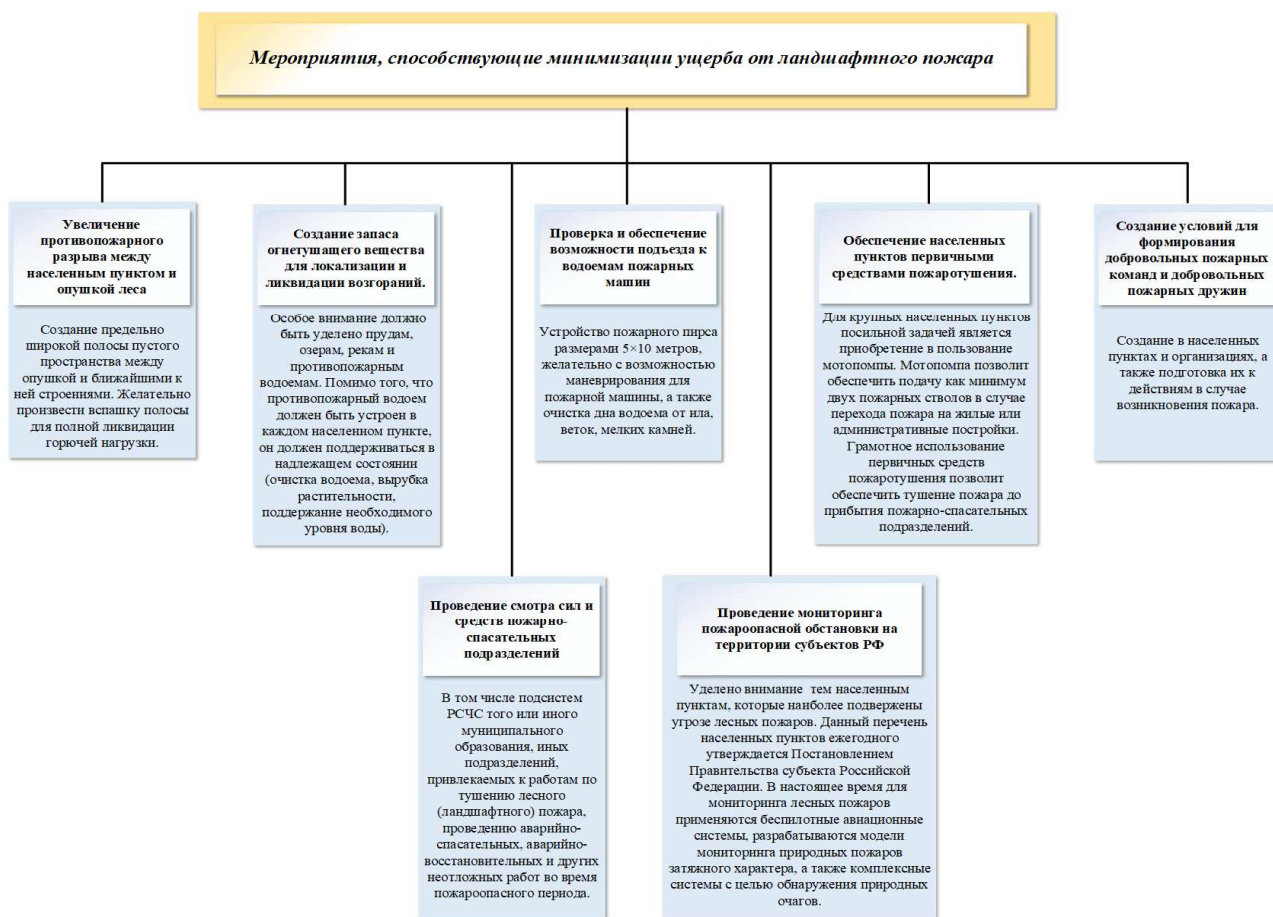 Мероприятия, способствующие минимизации ущерба от ландшафтного пожара
Увеличение
противопожарного
разрыва между
населенным пунктом и
опушкой леса
Создание предельно
широкой полосы пустого
пространства между
опушкой и ближайшими к
ней строениями. Желательно
произвести вспашку полосы
для полной ликвидации
горючей нагрузки.
Создание запаса
огнетушащего вещества
для локализации и
ликвидации возгораний.
Особое внимание должно
быть уделено прудам,
озерам, рекам и
противопожарным
водоемам. Помимо того, что
противопожарный водоем
должен быть устроен в
каждом населенном пункте,
он должен поддерживаться в
надлежащем состоянии
(очистка водоема, вырубка
растительности,
поддержание необходимого
уровня воды).
Проверка и обеспечение
возможности подъезда к
водоемам пожарных
машин
Устройство пожарного пирса
размерами 5×10 метров,
желательно с возможностью
маневрирования для
пожарной машины, а также
очистка дна водоема от ила,
веток, мелких камней.
Обеспечение населенных
пунктов первичными
средствами пожаротушения.
Для крупных населенных пунктов
посильной задачей является
приобретение в пользование
мотопомпы. Мотопомпа позволит
обеспечить подачу как минимум
двух пожарных стволов в случае
перехода пожара на жилые или
административные постройки.
Грамотное использование
первичных средств
пожаротушения позволит
обеспечить тушение пожара до
прибытия пожарно-спасательных
подразделений.
Создание условий для
формирования
добровольных пожарных
команд и добровольных
пожарных дружин
Создание в населенных
пунктах и организациях, а
также подготовка их к
действиям в случае
возникновения пожара.
Проведение смотра сил и
средств пожарно-
спасательных
подразделений
В том числе подсистем
РСЧС того или иного
муниципального
образования, иных
подразделений,
привлекаемых к работам по
тушению лесного
(ландшафтного) пожара,
проведению аварийно-
спасательных, аварийно-
восстановительных и других
неотложных работ во время
пожароопасного периода.
Проведение мониторинга
пожароопасной обстановки на
территории субъектов РФ
Уделено внимание тем населенным
пунктам, которые наиболее подвержены
угрозе лесных пожаров. Данный перечень
населенных пунктов ежегодного
утверждается Постановлением
Правительства субъекта Российской
Федерации. В настоящее время для
мониторинга лесных пожаров
применяются беспилотные авиационные
системы, разрабатываются модели
мониторинга природных пожаров
затяжного характера, а также комплексные
системы с целью обнаружения природных
очагов.